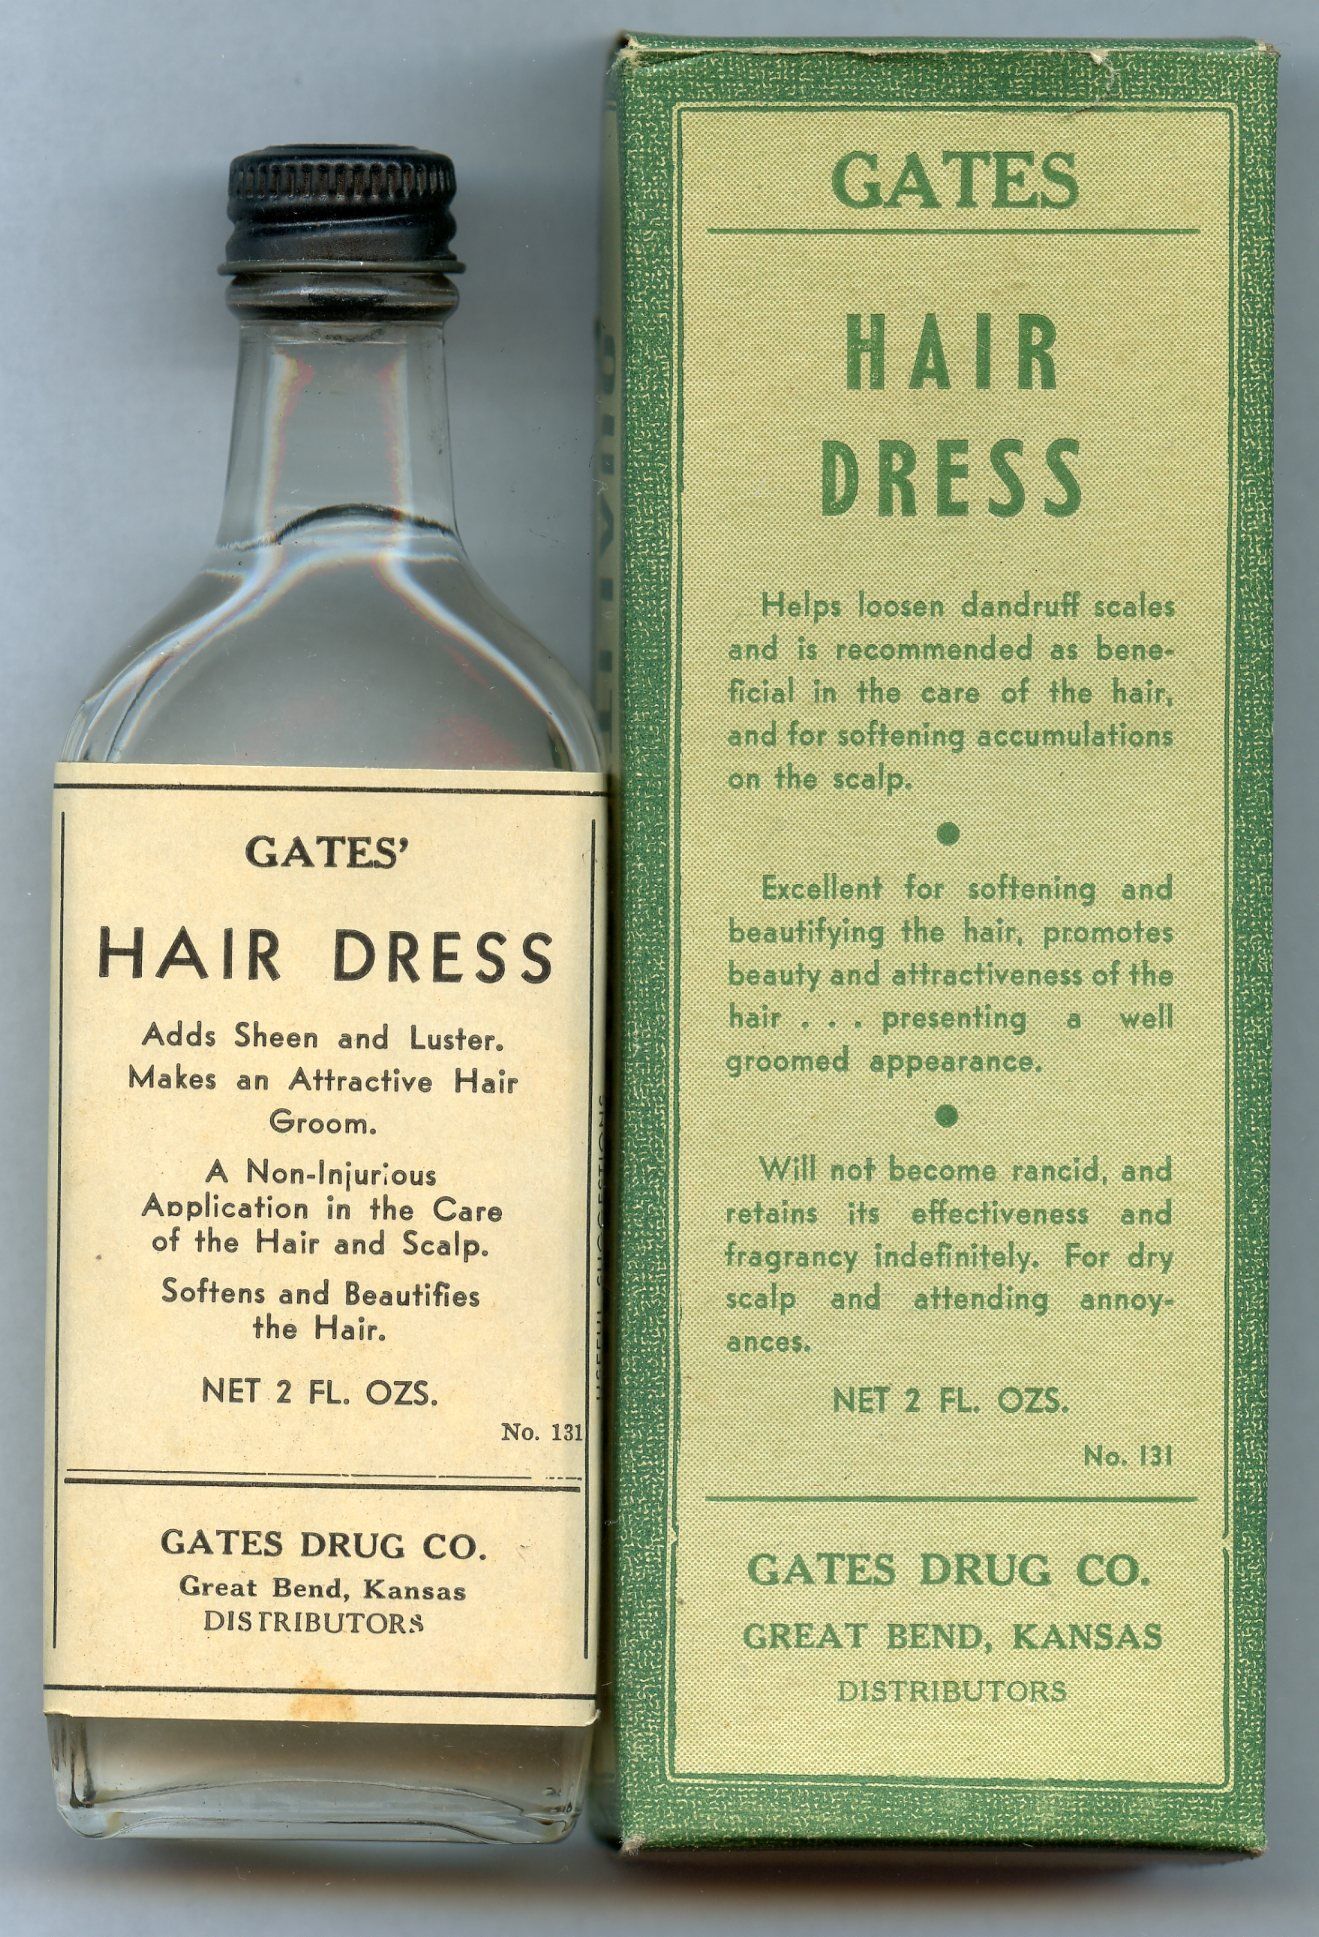 GATES'
HAIR DRESS
Adds Sheen and Luster.
Makes an Attractive Hair
Groom.
A Non-Injurious
Application in the Care
of the Hair and Scalp.
Softens and Beautifies
the Hair.
NET 2 FL. OZS.
No. 131
GATES DRUG CO.
Great Bend, Kansas
DISTRIBUTORS
USEFUL SUGGESTIONS
GATES
HAIR
DRESS
Helps loosen dandruff scales
and is recommended as bene-
ficial in the care of the hair,
and for softening accumulations
on the scalp.
Excellent for softening and
beautifying the hair, promotes
beauty and attractiveness of the
hair . . . presenting a well
groomed appearance.
Will not become rancid, and
retains its effectiveness and
fragrancy indefinitely. For dry
scalp and attending annoy-
ances.
NET 2 FL. OZS.
No. 131
GATES DRUG CO.
GREAT BEND, KANSAS
DISTRIBUTORS